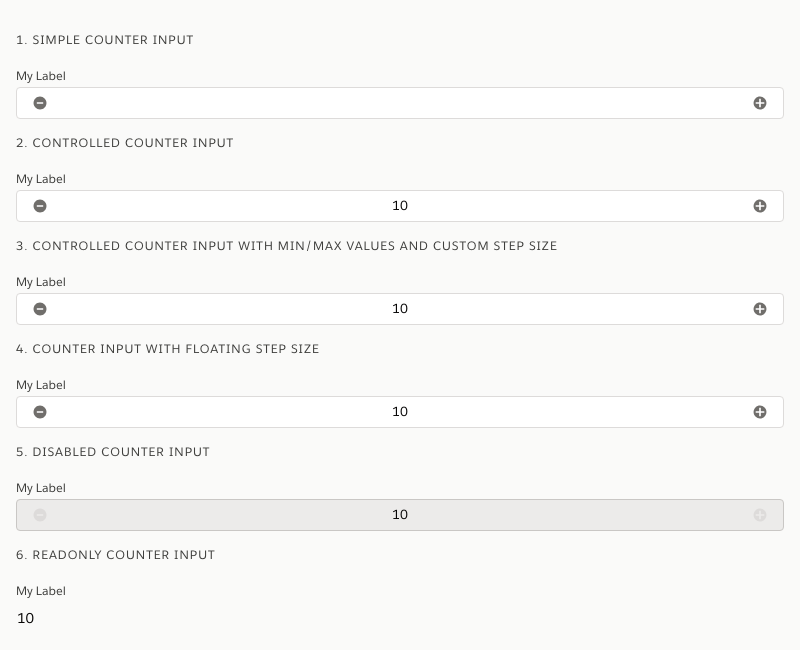 1. SIMPLE COUNTER INPUT
My Label
2. CONTROLLED COUNTER INPUT
My Label
10
3. CONTROLLED COUNTER INPUT WITH MIN/MAX VALUES AND CUSTOM STEP SIZE
My Label
10
4. COUNTER INPUT WITH FLOATING STEP SIZE
My Label
10
5. DISABLED COUNTER INPUT
My Label
10
6. READONLY COUNTER INPUT
My Label
10